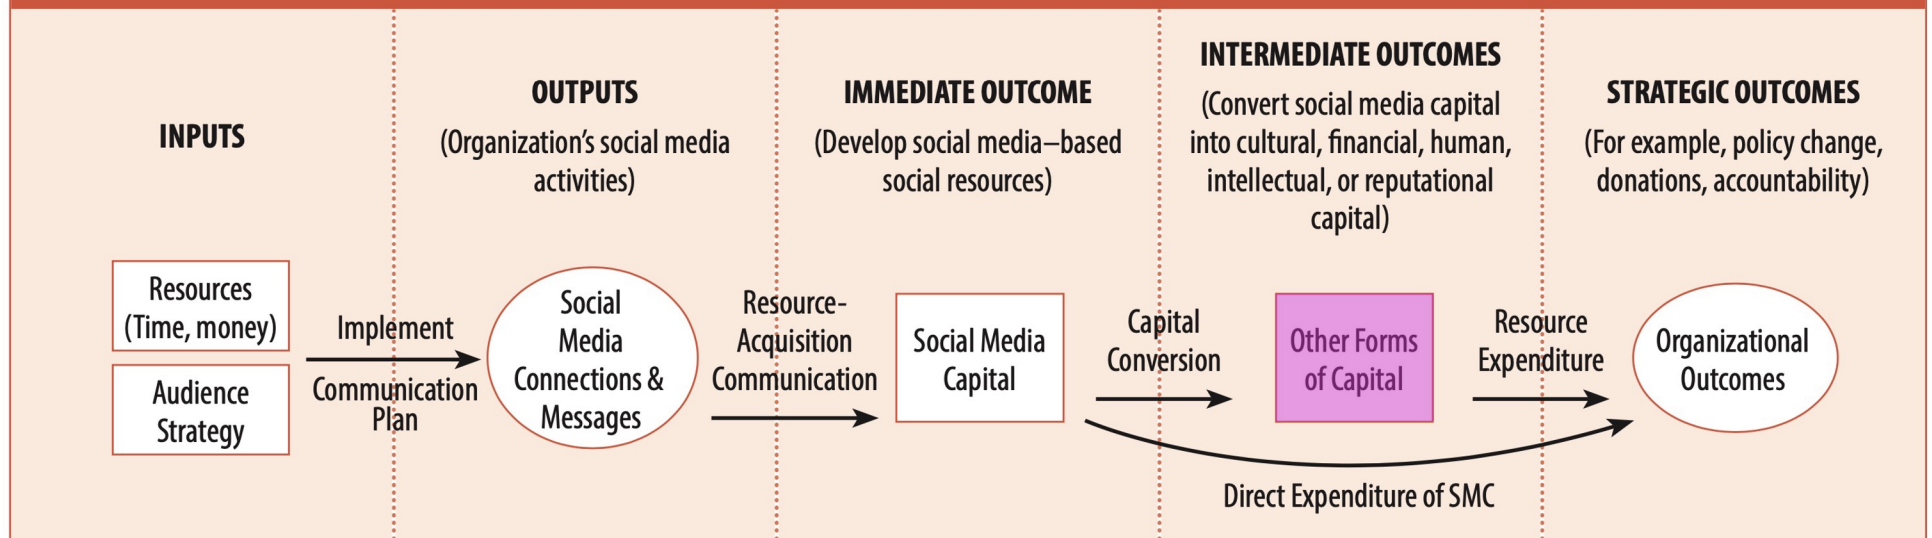 INPUTS
Resources
(Time, money)
Audience
Strategy
Implement
Communication
Plan
OUTPUTS
(Organization’s social media
activities)
Social
Media
Connections &
Messages
Resource-
Acquisition
Communication
IMMEDIATE OUTCOME
(Develop social media–based
social resources)
Social Media
Capital
Capital
Conversion
INTERMEDIATE OUTCOMES
(Convert social media capital
into cultural, financial, human,
intellectual, or reputational
capital)
Other Forms
of Capital
Resource
Expenditure
Direct Expenditure of SMC
STRATEGIC OUTCOMES
(For example, policy change,
donations, accountability)
Organizational
Outcomes